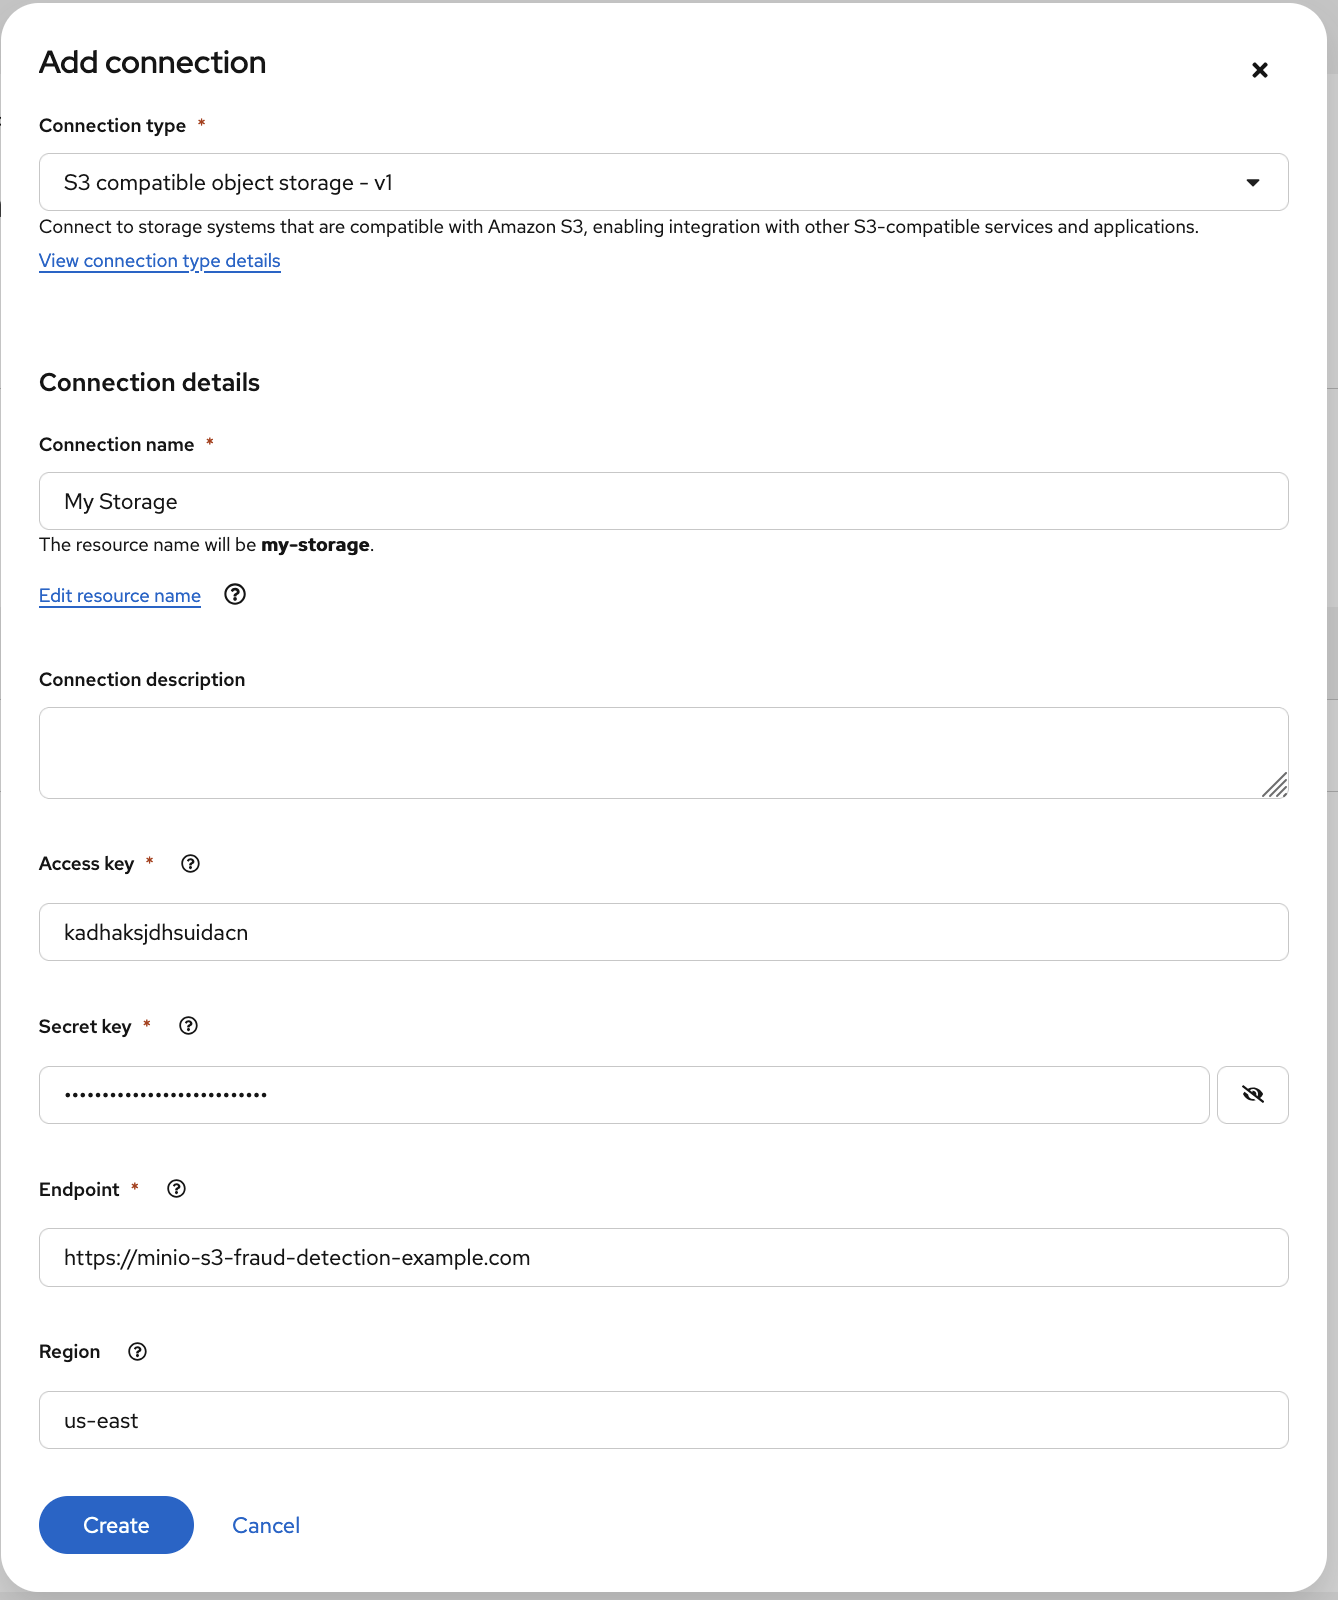 Add connection
Connection type *
S3 compatible object storage - v1
Connect to storage systems that are compatible with Amazon S3, enabling integration with other S3-compatible services and applications.
View connection type details
Connection details
Connection name *
My Storage
The resource name will be my-storage.
Edit resource name
Connection description
Access key *
kadhaksjdhsuidacn
Secret key *
•••••••••••••••••••••••••••
Endpoint *
https://minio-s3-fraud-detection-example.com
Region
us-east
Create Cancel